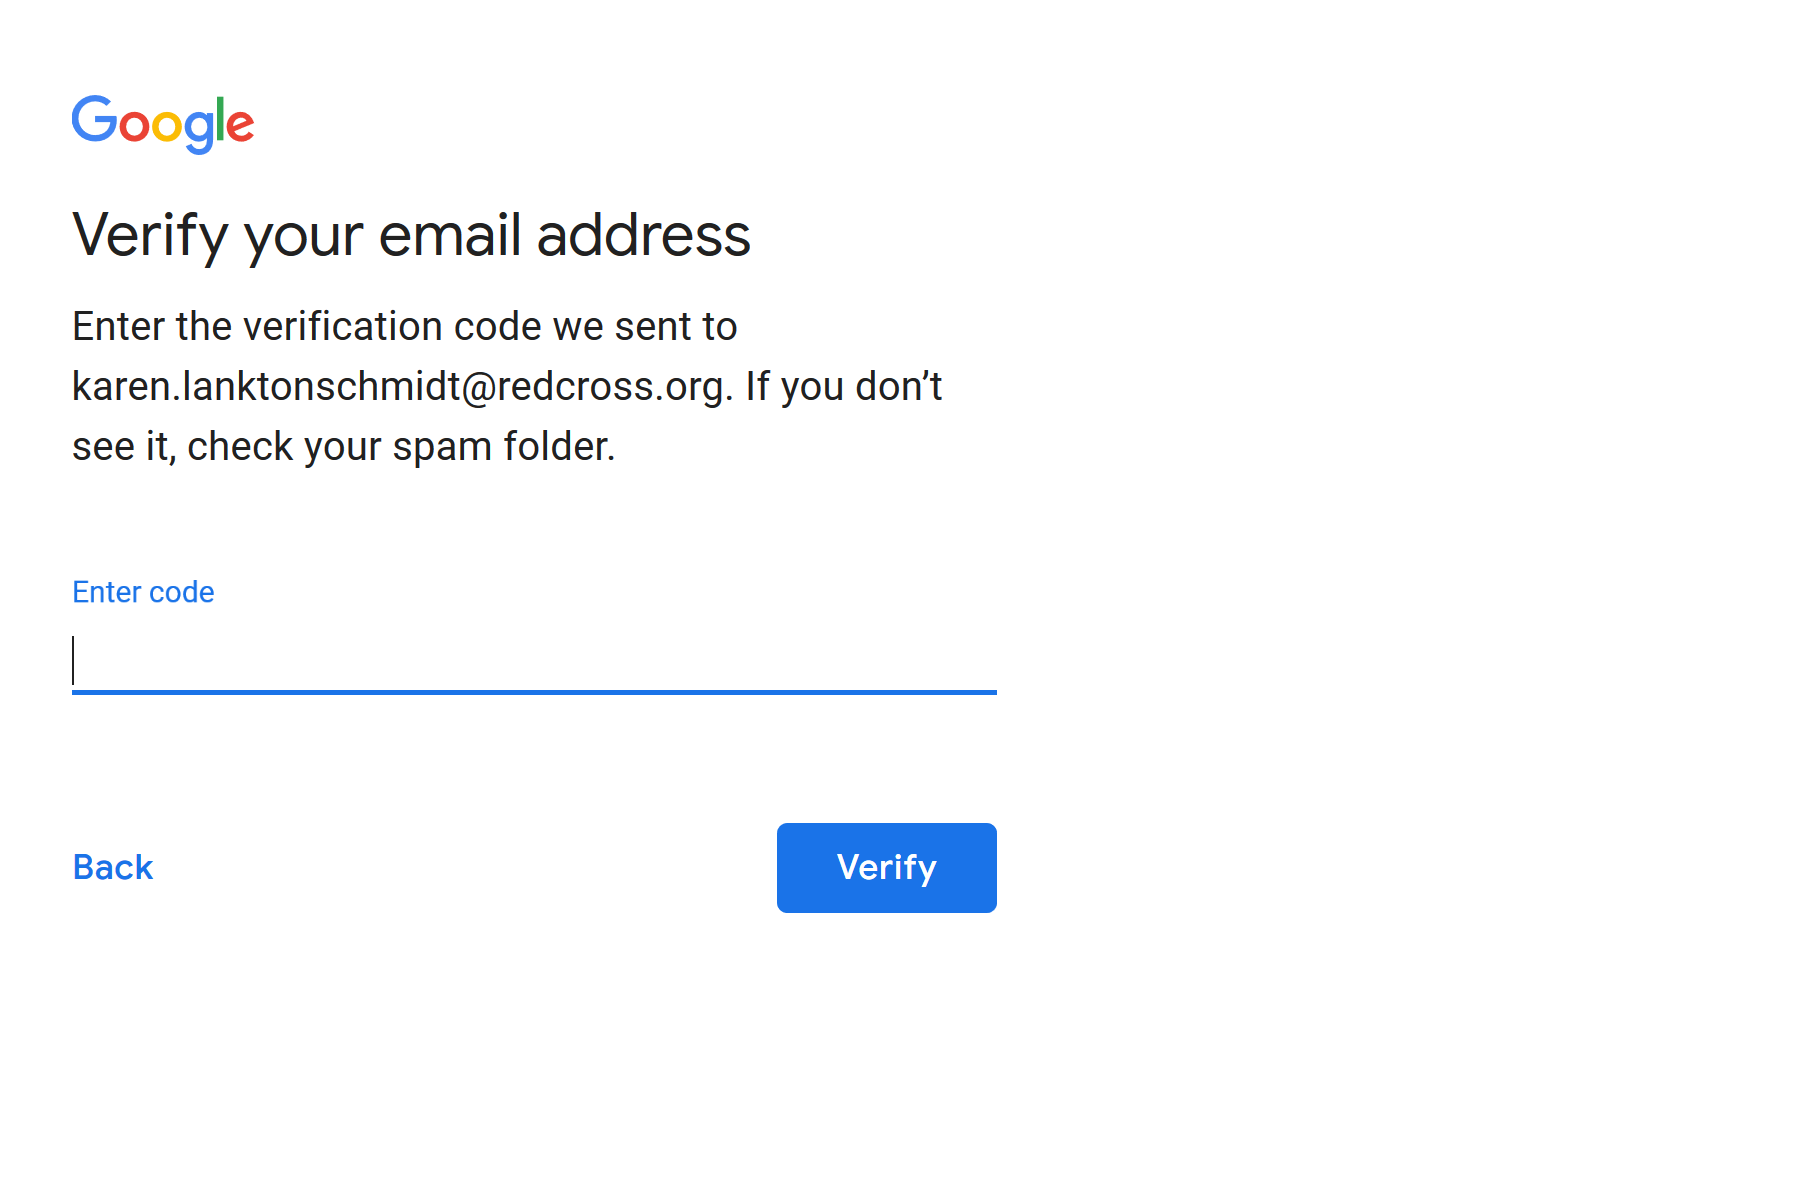 Google
Verify your email address
Enter the verification code we sent to
karen.lanktonschmidt@redcross.org. If you don’t
see it, check your spam folder.
Enter code
Back
Verify